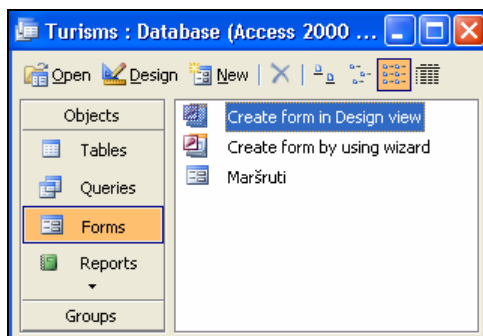 Turisms : Database (Access 2000 ...
Open Design New
Objects
Tables
Queries
Forms
Reports
Groups
Create form in Design view
Create form by using wizard
Maršruti